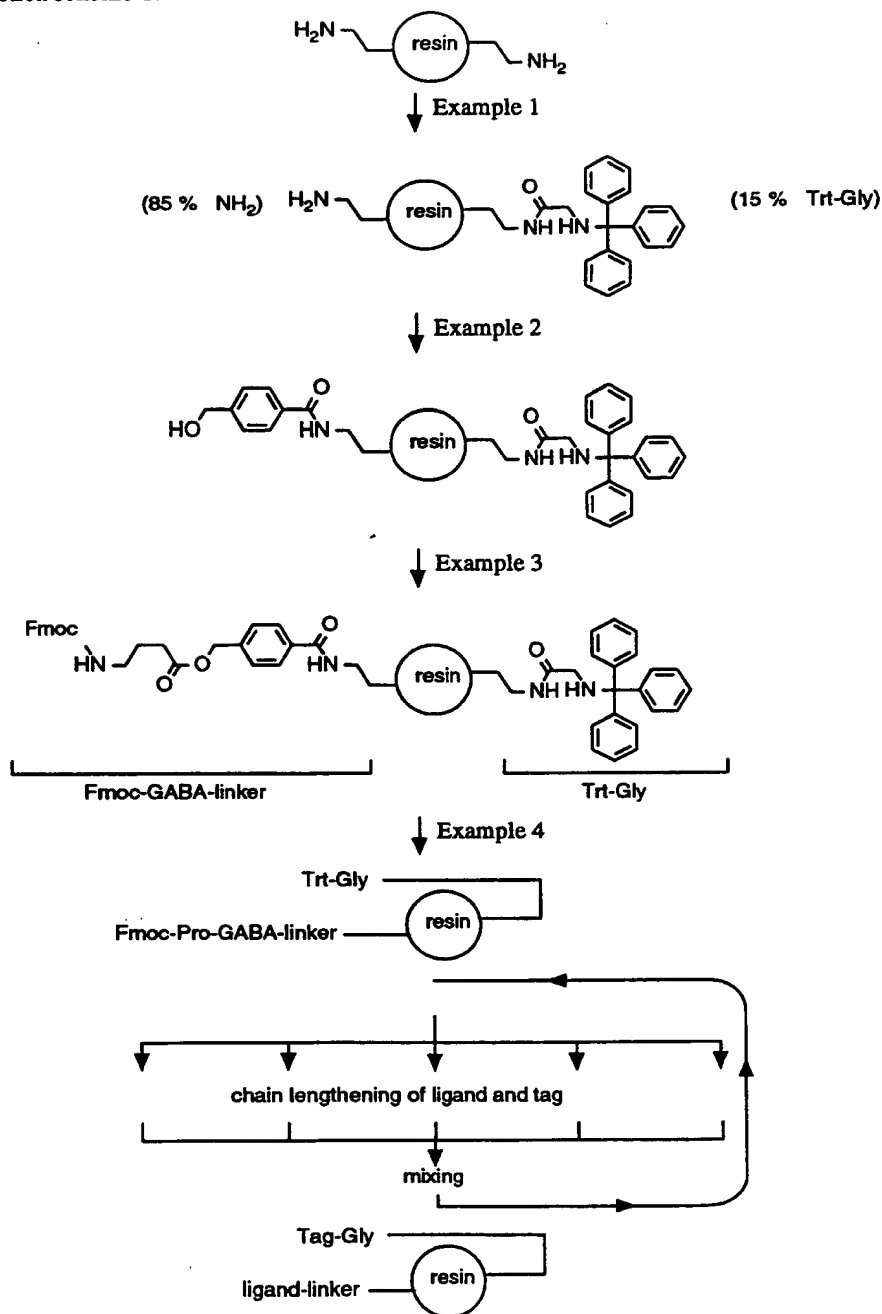 H2N
resin
NH2
Example 1
(85 % NH2)
H2N
resin
O
NH HN
(15 % Trt-Gly)
Example 2
HO
O
N
H
resin
O
NH HN
Example 3
Fmoc
HN
O
O
O
N
H
resin
O
NH HN
Fmoc-GABA-linker
Trt-Gly
Example 4
Trt-Gly
resin
Fmoc-Pro-GABA-linker
chain lengthening of ligand and tag
mixing
Tag-Gly
resin
ligand-linker